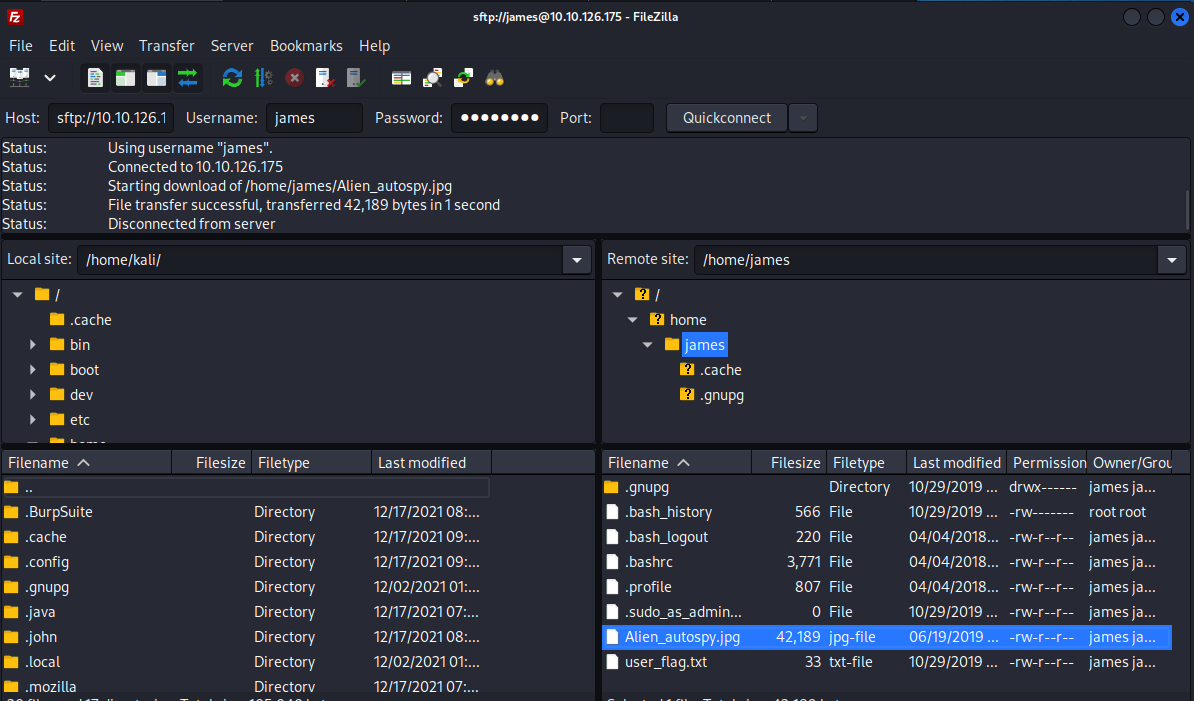 sftp://james@10.10.126.175 - FileZilla
File Edit View Transfer Server Bookmarks Help
Host: sftp://10.10.126.1 Username: james Password: ●●●●●●●● Port: Quickconnect
Status: Using username "james".
Status: Connected to 10.10.126.175
Status: Starting download of /home/james/Alien_autospy.jpg
Status: File transfer successful, transferred 42,189 bytes in 1 second
Status: Disconnected from server
Local site: /home/kali/
/
.cache
bin
boot
dev
etc
home
Remote site: /home/james
/
home
james
.cache
.gnupg
Filename Filesize Filetype Last modified
..
.BurpSuite Directory 12/17/2021 08:...
.cache Directory 12/17/2021 09:...
.config Directory 12/17/2021 09:...
.gnupg Directory 12/02/2021 01:...
.java Directory 12/17/2021 07:...
.john Directory 12/17/2021 08:...
.local Directory 12/02/2021 01:...
.mozilla Directory 12/17/2021 07:...
Filename Filesize Filetype Last modified Permission Owner/Grou
.gnupg Directory 10/29/2019 ... drwx------ james ja...
.bash_history 566 File 10/29/2019 ... -rw------- root root
.bash_logout 220 File 04/04/2018... -rw-r--r-- james ja...
.bashrc 3,771 File 04/04/2018... -rw-r--r-- james ja...
.profile 807 File 04/04/2018... -rw-r--r-- james ja...
.sudo_as_admin... 0 File 10/29/2019 ... -rw-r--r-- james ja...
Alien_autospy.jpg 42,189 jpg-file 06/19/2019 ... -rw-r--r-- james ja...
user_flag.txt 33 txt-file 10/29/2019 ... -rw-r--r-- james ja...